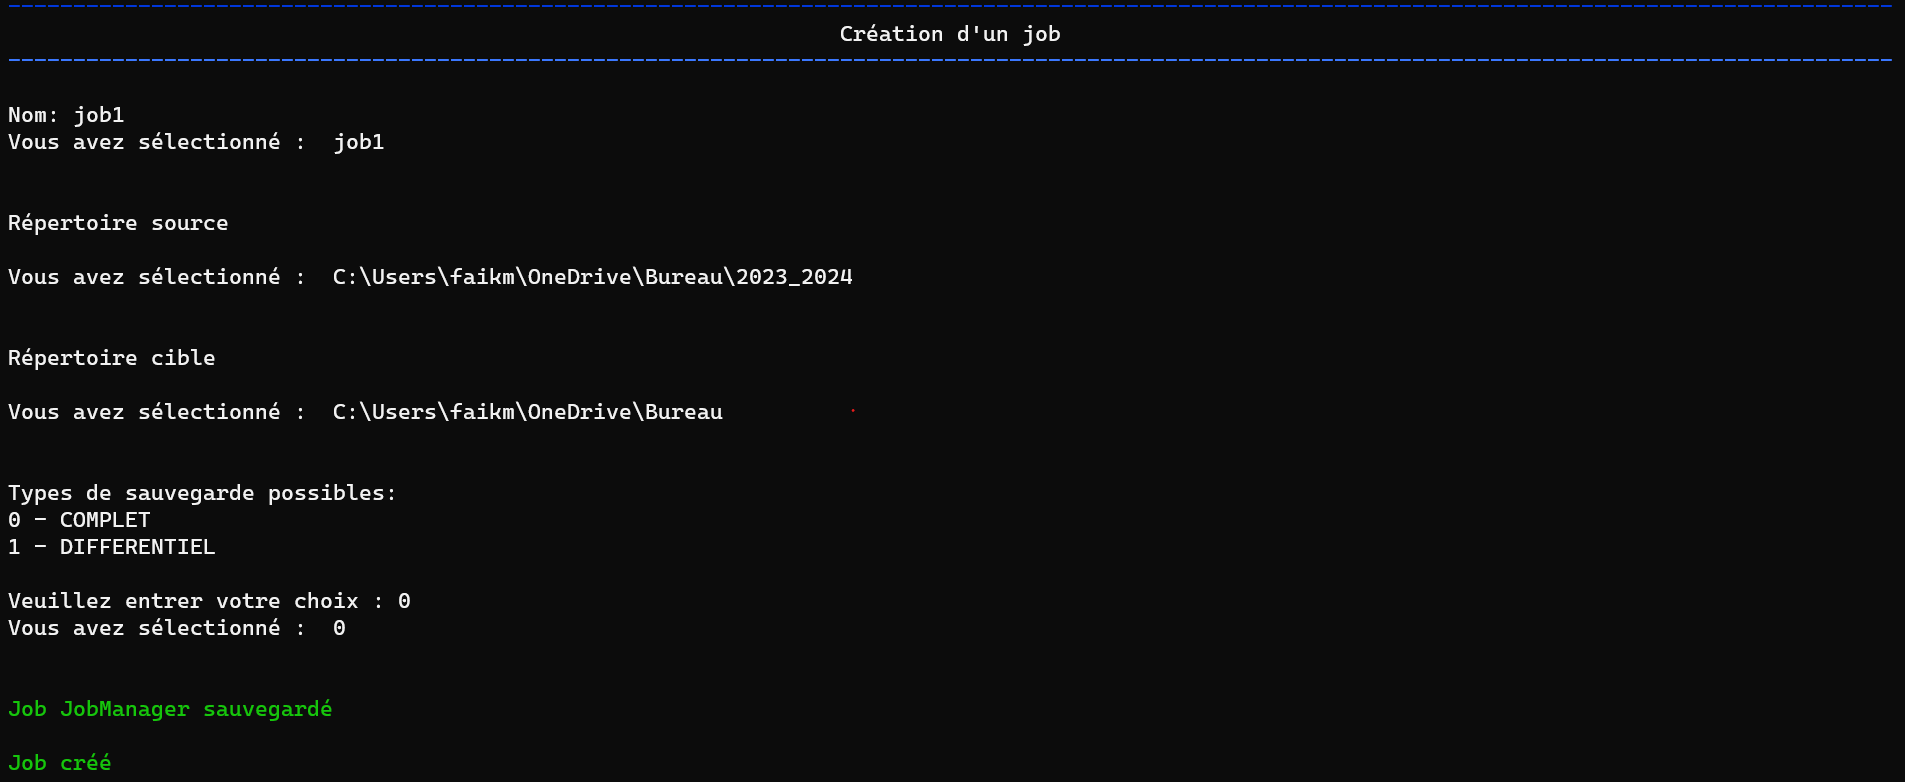 Création d'un job
Nom: job1
Vous avez sélectionné :  job1
Répertoire source
Vous avez sélectionné :  C:\Users\faikm\OneDrive\Bureau\2023_2024
Répertoire cible
Vous avez sélectionné :  C:\Users\faikm\OneDrive\Bureau
Types de sauvegarde possibles:
0 - COMPLET
1 - DIFFERENTIEL
Veuillez entrer votre choix : 0
Vous avez sélectionné :  0
Job JobManager sauvegardé
Job créé